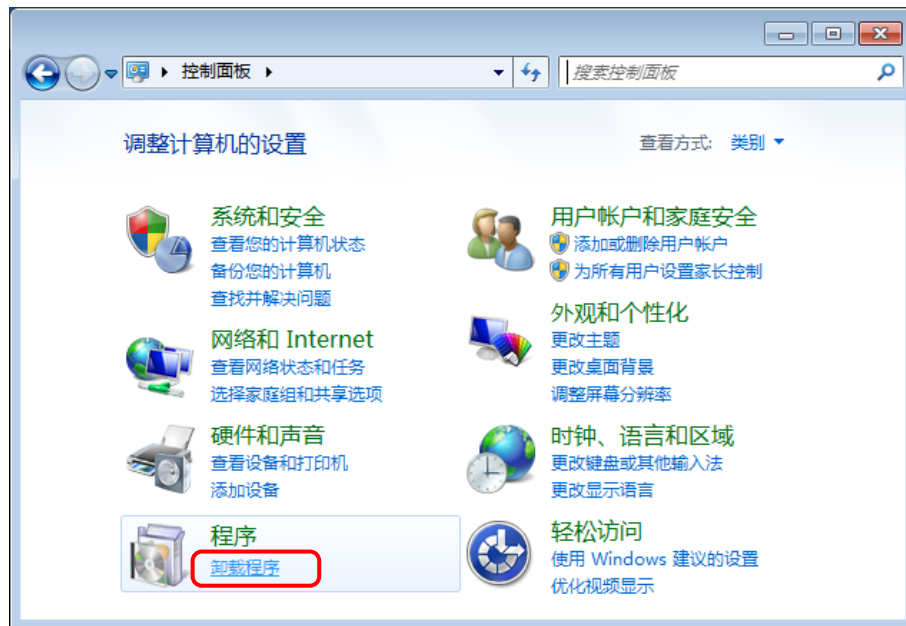 控制面板
搜索控制面板
调整计算机的设置
查看方式: 类别
系统和安全
查看您的计算机状态
备份您的计算机
查找并解决问题
网络和 Internet
查看网络状态和任务
选择家庭组和共享选项
硬件和声音
查看设备和打印机
添加设备
程序
卸载程序
用户帐户和家庭安全
添加或删除用户帐户
为所有用户设置家长控制
外观和个性化
更改主题
更改桌面背景
调整屏幕分辨率
时钟、语言和区域
更改键盘或其他输入法
更改显示语言
轻松访问
使用 Windows 建议的设置
优化视频显示